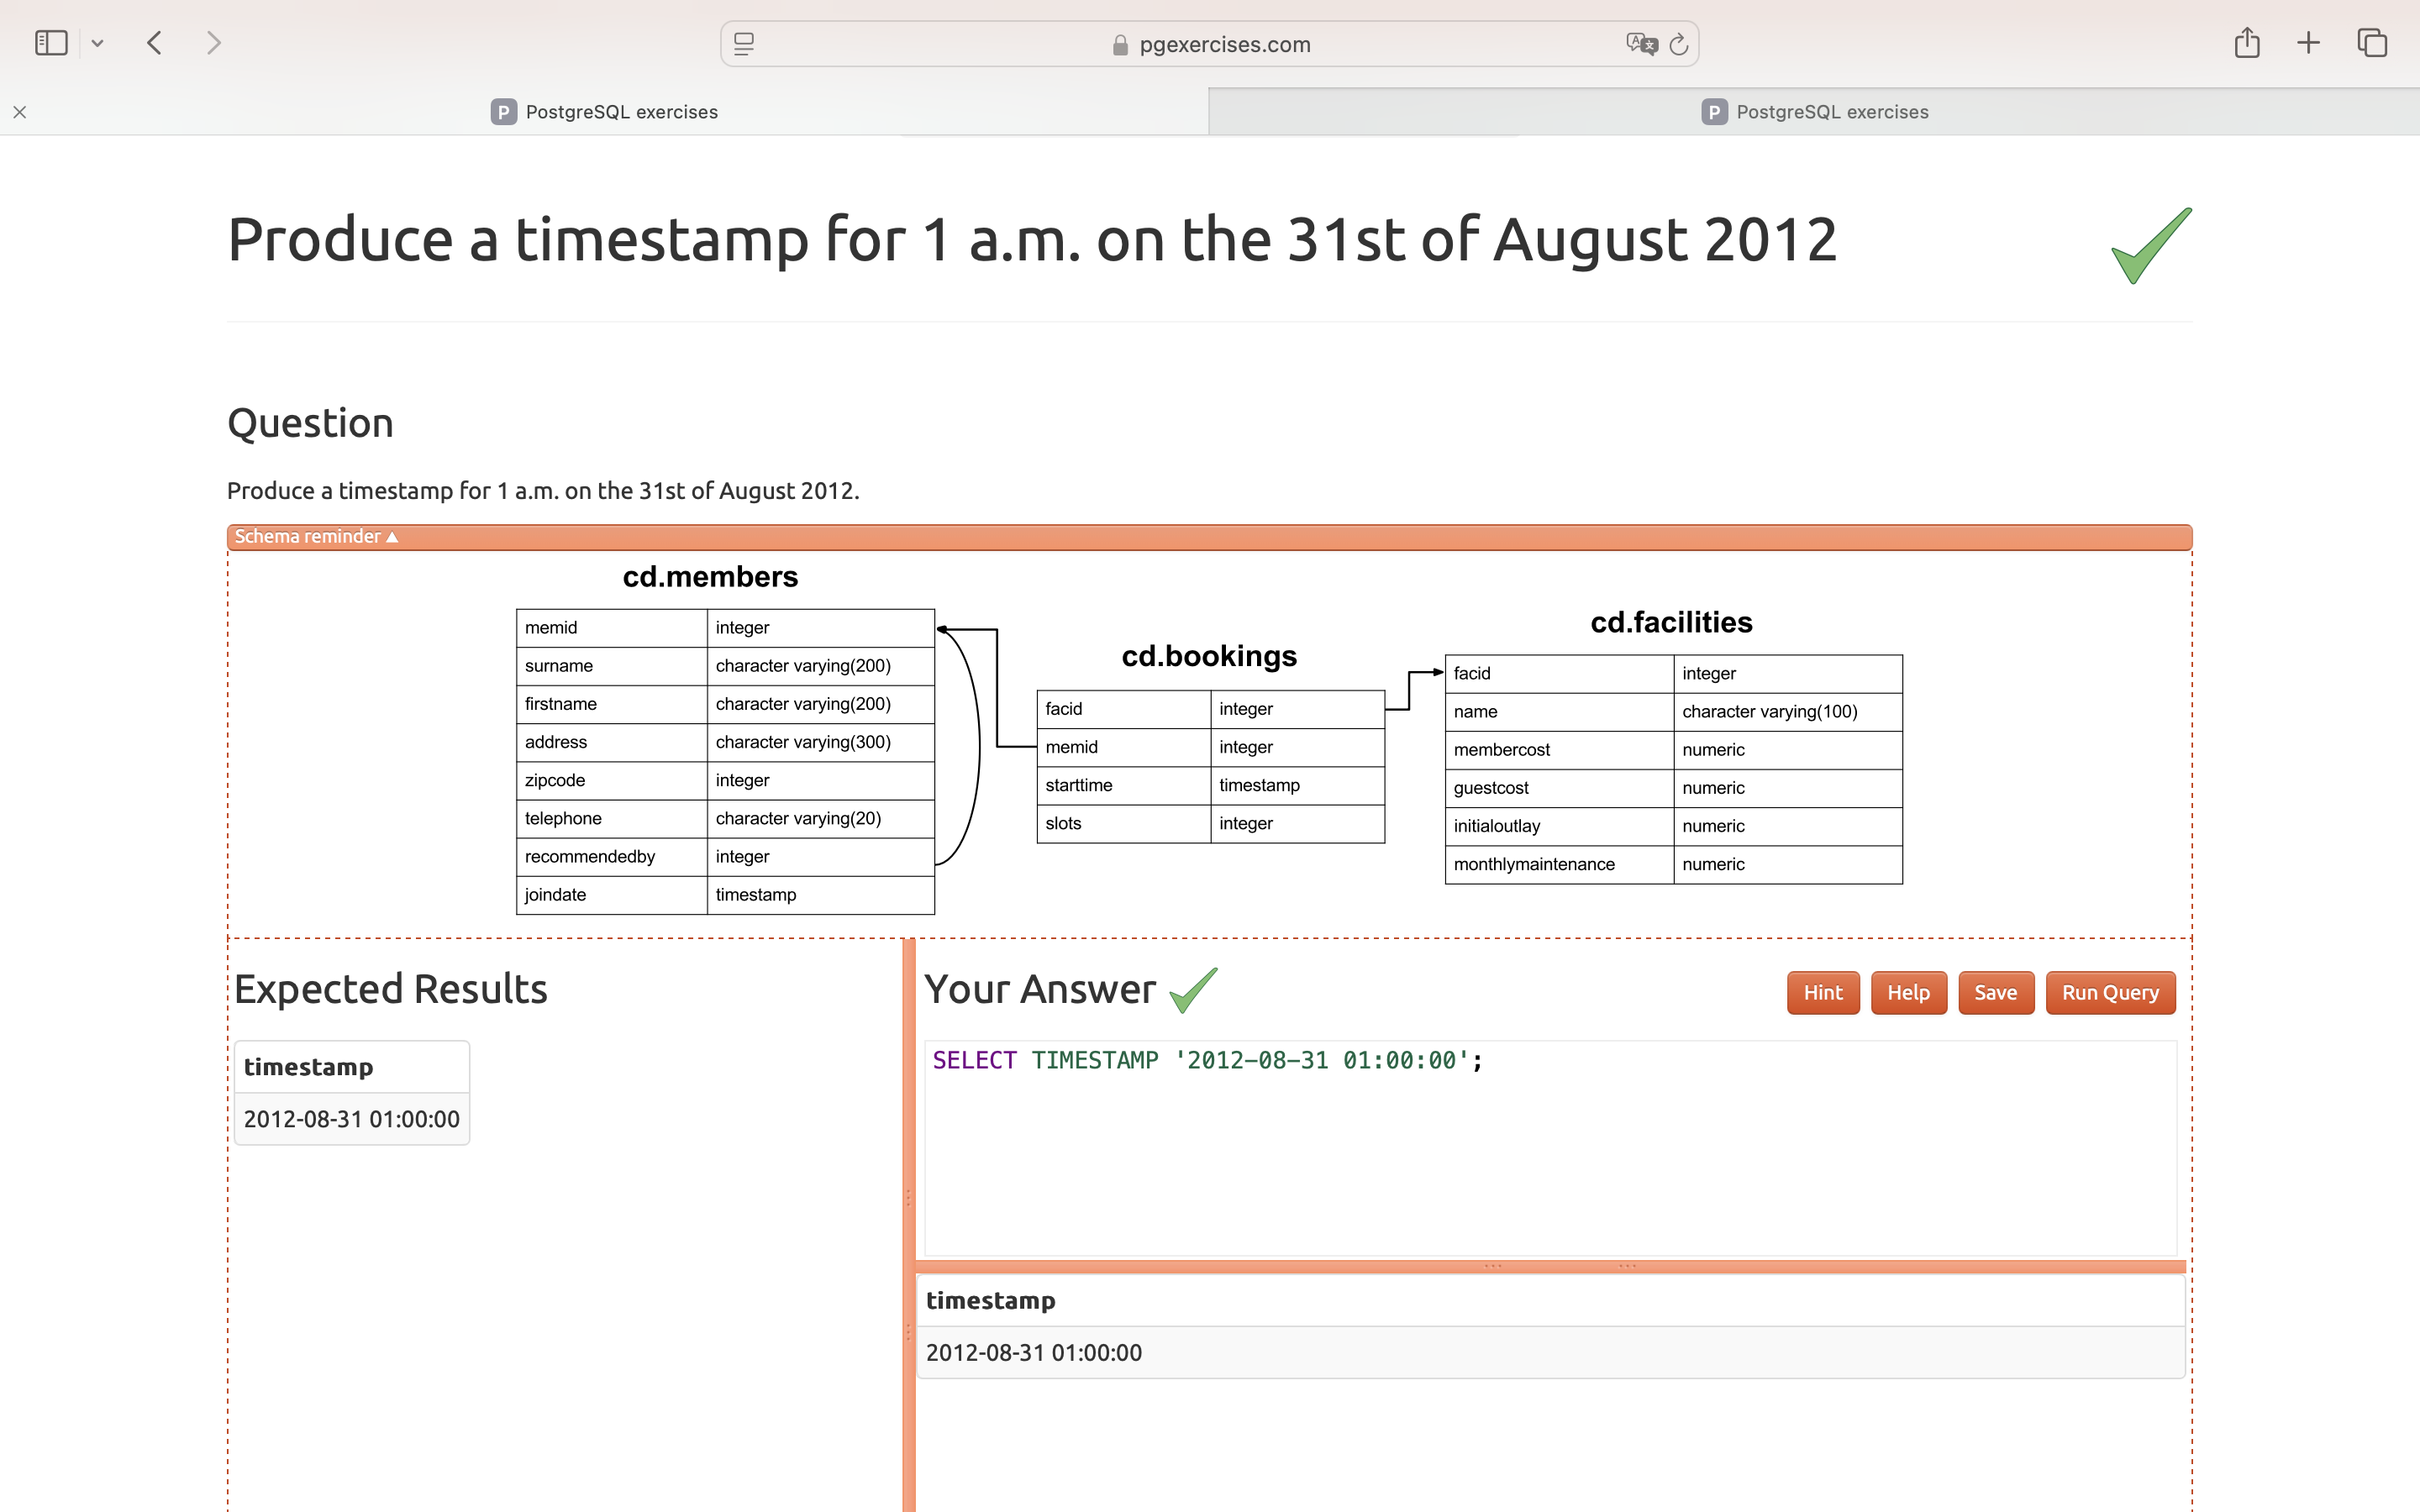 pgexercises.com
P PostgreSQL exercises
P PostgreSQL exercises
Produce a timestamp for 1 a.m. on the 31st of August 2012
Question
Produce a timestamp for 1 a.m. on the 31st of August 2012.
Schema reminder ▲
cd.members
memid integer
surname character varying(200)
firstname character varying(200)
address character varying(300)
zipcode integer
telephone character varying(20)
recommendedby integer
joindate timestamp
cd.bookings
facid integer
memid integer
starttime timestamp
slots integer
cd.facilities
facid integer
name character varying(100)
membercost numeric
guestcost numeric
initialoutlay numeric
monthlymaintenance numeric
Expected Results
timestamp
2012-08-31 01:00:00
Your Answer
Hint Help Save Run Query
SELECT TIMESTAMP '2012-08-31 01:00:00';
timestamp
2012-08-31 01:00:00